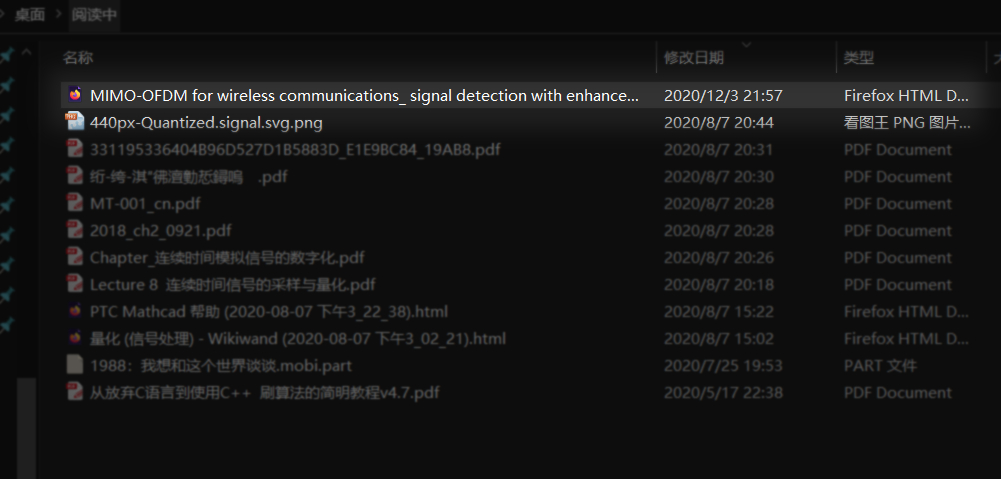 桌面 > 阅读中
名称 修改日期 类型
MIMO-OFDM for wireless communications_ signal detection with enhance... 2020/12/3 21:57 Firefox HTML D...
440px-Quantized.signal.svg.png 2020/8/7 20:44 看图王 PNG 图片...
331195336404B96D527D1B5883D_E1E9BC84_19AB8.pdf 2020/8/7 20:31 PDF Document
.pdf 2020/8/7 20:30 PDF Document
MT-001_cn.pdf 2020/8/7 20:28 PDF Document
2018_ch2_0921.pdf 2020/8/7 20:28 PDF Document
Chapter_连续时间模拟信号的数字化.pdf 2020/8/7 20:26 PDF Document
Lecture 8 连续时间信号的采样与量化.pdf 2020/8/7 20:18 PDF Document
PTC Mathcad 帮助 (2020-08-07 下午3_22_38).html 2020/8/7 15:22 Firefox HTML D...
量化 (信号处理) - Wikiwand (2020-08-07 下午3_02_21).html 2020/8/7 15:02 Firefox HTML D...
1988：我想和这个世界谈谈.mobi.part 2020/7/25 19:53 PART 文件
从放弃C语言到使用C++ 刷算法的简明教程v4.7.pdf 2020/5/17 22:38 PDF Document